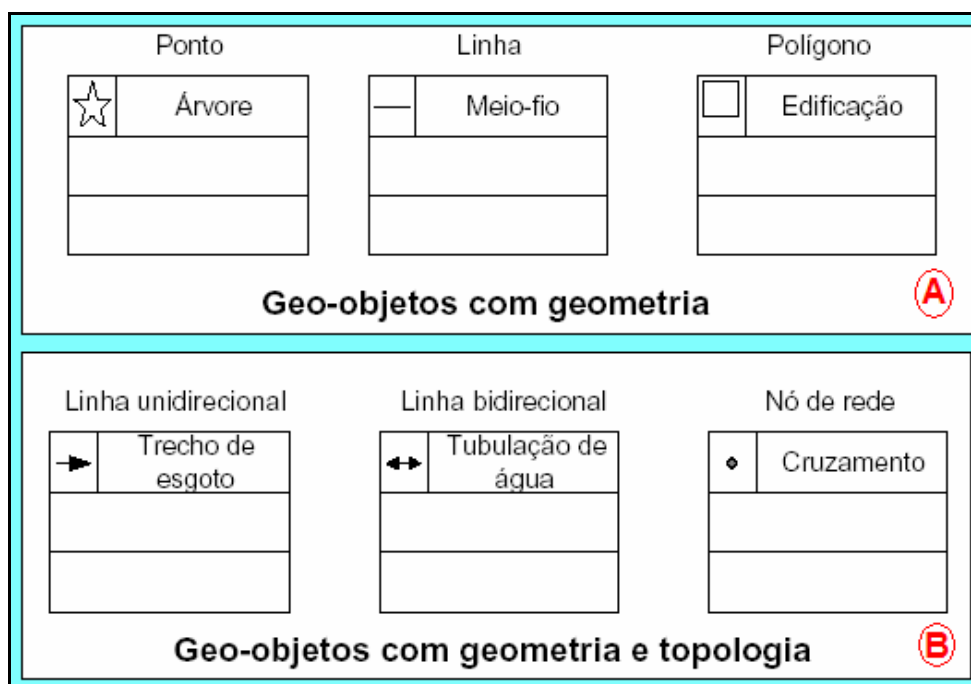 Ponto Linha Polígono
Árvore Meio-fio Edificação
Geo-objetos com geometria A
Linha unidirecional Linha bidirecional Nó de rede
Trecho de esgoto Tubulação de água Cruzamento
Geo-objetos com geometria e topologia B